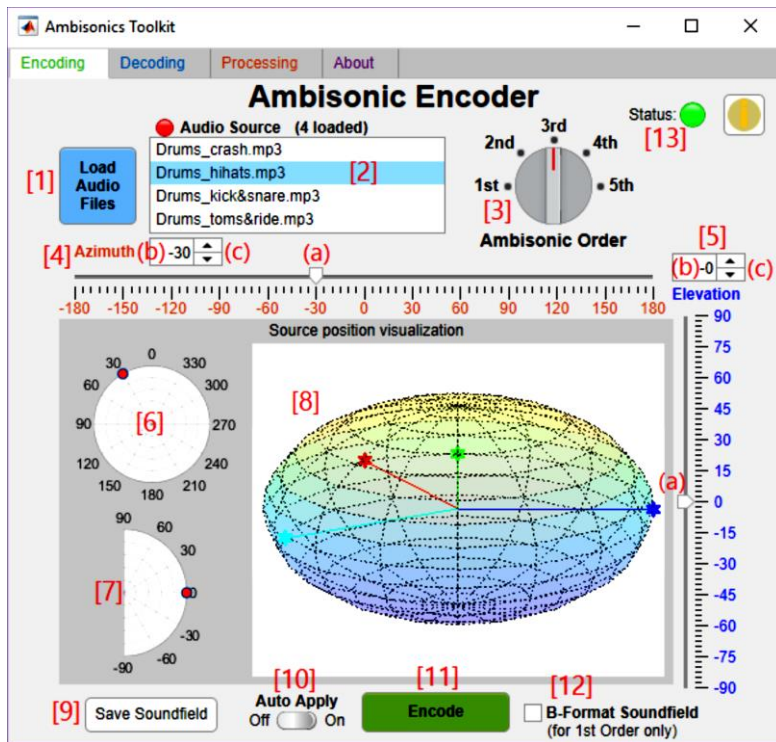 Ambisonics Toolkit
Encoding Decoding Processing About
Ambisonic Encoder
Status:
[13]
Audio Source (4 loaded)
[1]
Load
Audio
Files
Drums_crash.mp3
Drums_hihats.mp3 [2]
Drums_kick&snare.mp3
Drums_toms&ride.mp3
1st 2nd 3rd 4th 5th
[3]
Ambisonic Order
[4] Azimuth (b) -30 (c) (a)
-180 -150 -120 -90 -60 -30 0 30 60 90 120 150 180
[5]
(b) -0 (c)
Elevation
Source position visualization
0 330 300 270 240 210 180 150 120 90 60 30
[6]
90 60 30 0 -30 -60 -90
[7]
[8]
90
75
60
45
30
15
(a) 0
-15
-30
-45
-60
-75
-90
[9] Save Soundfield
[10]
Auto Apply
Off On
[11]
Encode
[12]
B-Format Soundfield
(for 1st Order only)